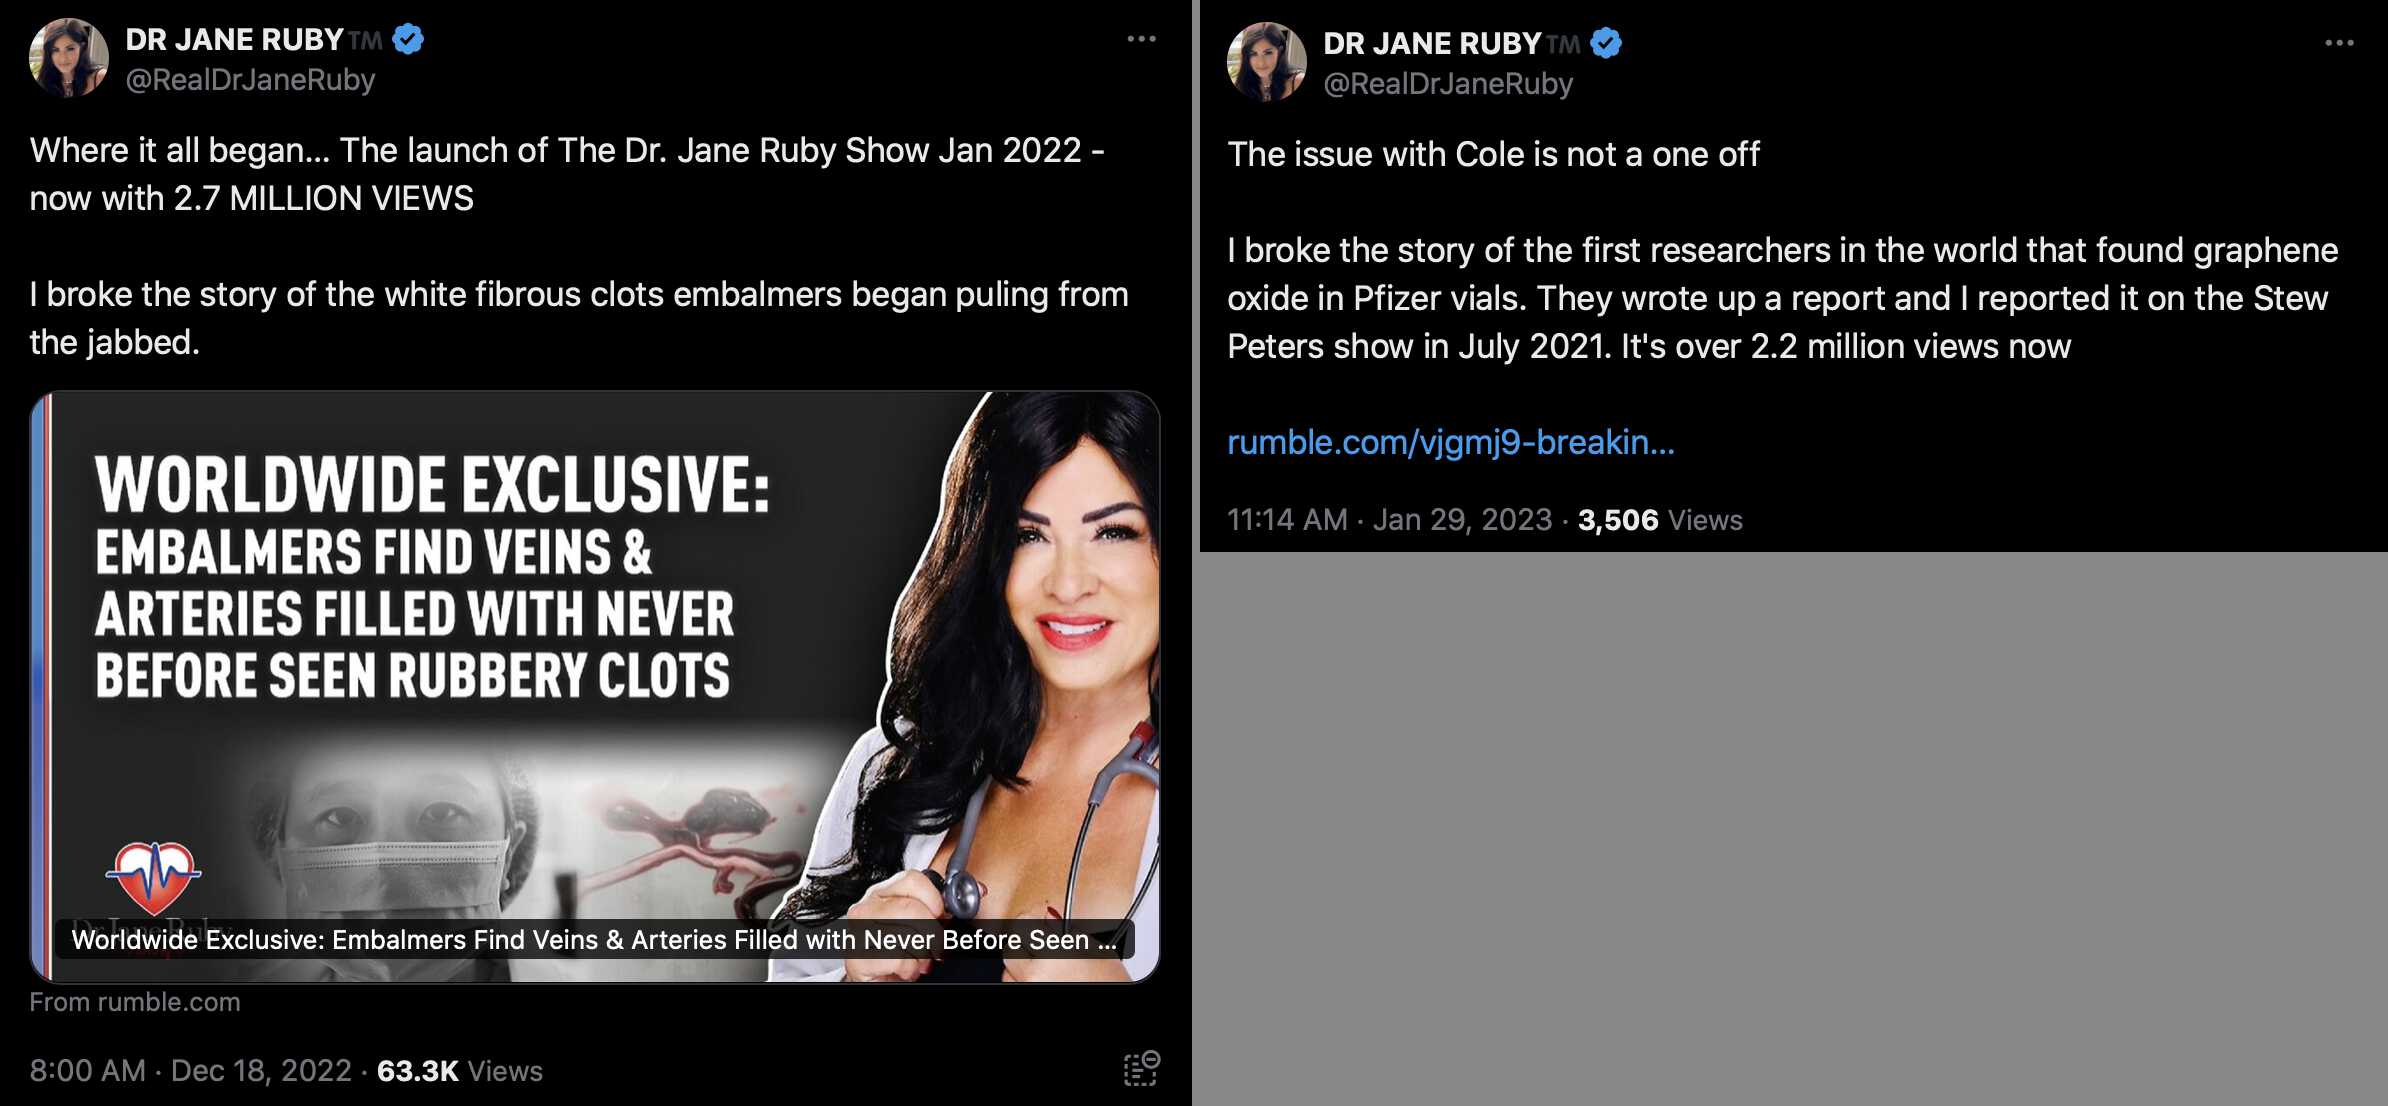 DR JANE RUBY™
@RealDrJaneRuby
Where it all began... The launch of The Dr. Jane Ruby Show Jan 2022 -
now with 2.7 MILLION VIEWS
I broke the story of the white fibrous clots embalmers began puling from
the jabbed.
WORLDWIDE EXCLUSIVE:
EMBALMERS FIND VEINS &
ARTERIES FILLED WITH NEVER
BEFORE SEEN RUBBERY CLOTS
Dr. Jane Ruby
Worldwide Exclusive: Embalmers Find Veins & Arteries Filled with Never Before Seen ...
From rumble.com
8:00 AM · Dec 18, 2022 · 63.3K Views
DR JANE RUBY™
@RealDrJaneRuby
The issue with Cole is not a one off
I broke the story of the first researchers in the world that found graphene
oxide in Pfizer vials. They wrote up a report and I reported it on the Stew
Peters show in July 2021. It's over 2.2 million views now
rumble.com/vjgmj9-breakin...
11:14 AM · Jan 29, 2023 · 3,506 Views